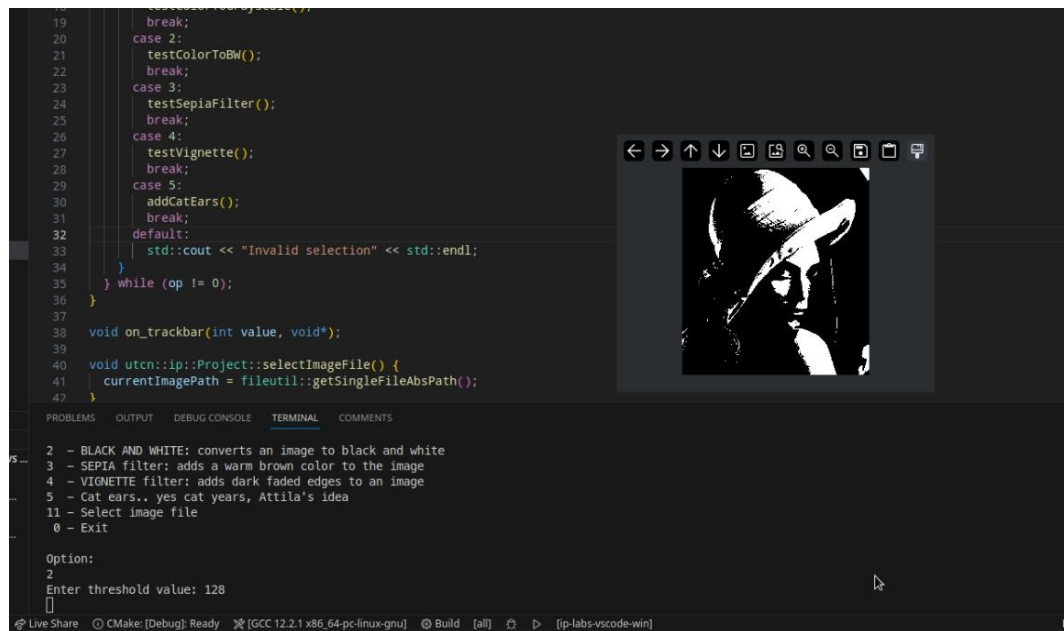 18 testColorToGrayscale();
19 break;
20 case 2:
21 testColorToBW();
22 break;
23 case 3:
24 testSepiaFilter();
25 break;
26 case 4:
27 testVignette();
28 break;
29 case 5:
30 addCatEars();
31 break;
32 default:
33 std::cout << "Invalid selection" << std::endl;
34 }
35 } while (op != 0);
36 }
37
38 void on_trackbar(int value, void*);
39
40 void utcn::ip::Project::selectImageFile() {
41 currentImagePath = fileutil::getSingleFileAbsPath();
42 }
PROBLEMS OUTPUT DEBUG CONSOLE TERMINAL COMMENTS
2 - BLACK AND WHITE: converts an image to black and white
3 - SEPIA filter: adds a warm brown color to the image
4 - VIGNETTE filter: adds dark faded edges to an image
5 - Cat ears.. yes cat years, Attila's idea
11 - Select image file
0 - Exit
Option:
2
Enter threshold value: 128
Live Share CMake: [Debug]: Ready [GCC 12.2.1 x86_64-pc-linux-gnu] Build [all] [ip-labs-vscode-win]